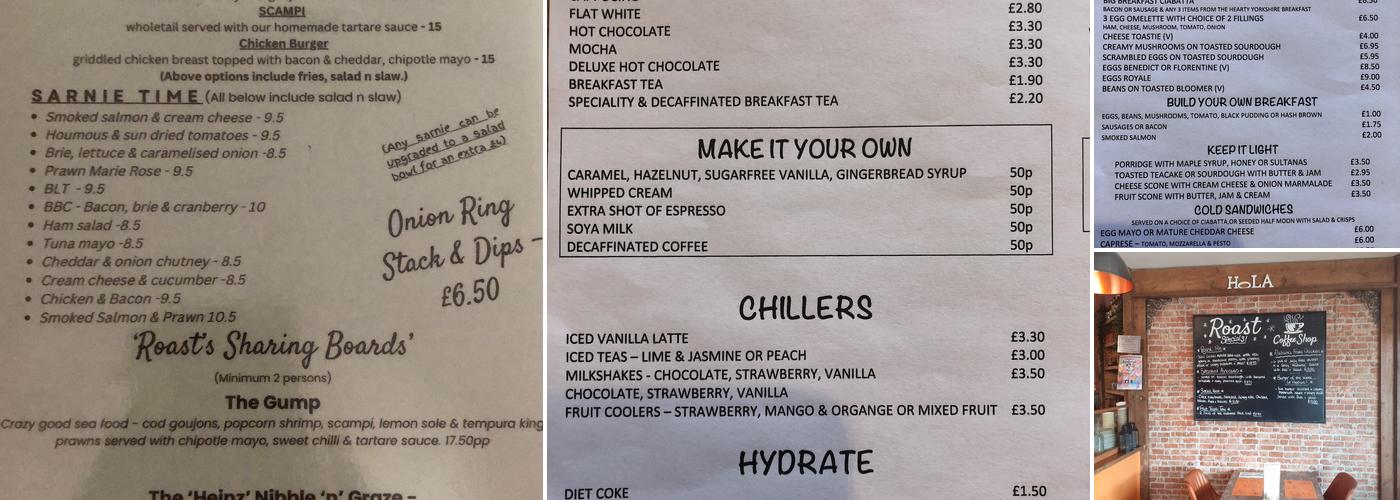 SCAMPI
wholetail served with our homemade tartare sauce - 15
Chicken Burger
griddled chicken breast topped with bacon & cheddar, chipotle mayo - 15
(Above options include fries, salad n slaw.)
SARNIE TIME (All below include salad n slaw)
• Smoked salmon & cream cheese - 9.5
• Houmous & sun dried tomatoes - 9.5
• Brie, lettuce & caramelised onion -8.5
• Prawn Marie Rose - 9.5
• BLT - 9.5
• BBC - Bacon, brie & cranberry - 10
• Ham salad -8.5
• Tuna mayo -8.5
• Cheddar & onion chutney - 8.5
• Cream cheese & cucumber -8.5
• Chicken & Bacon -9.5
• Smoked Salmon & Prawn 10.5
(Any sarnie can be
upgraded to a salad
bowl for an extra £4)
Onion Ring
Stack & Dips -
£6.50
'Roast's Sharing Boards'
(Minimum 2 persons)
The Gump
Crazy good sea food - cod goujons, popcorn shrimp, scampi, lemon sole & tempura king
prawns served with chipotle mayo, sweet chilli & tartare sauce. 17.50pp
The 'Heinz' Nibble 'n' Graze -
£2.80
FLAT WHITE £3.30
HOT CHOCOLATE £3.30
MOCHA £3.30
DELUXE HOT CHOCOLATE £1.90
BREAKFAST TEA £2.20
SPECIALITY & DECAFFINATED BREAKFAST TEA
MAKE IT YOUR OWN
CARAMEL, HAZELNUT, SUGARFREE VANILLA, GINGERBREAD SYRUP 50p
WHIPPED CREAM 50p
EXTRA SHOT OF ESPRESSO 50p
SOYA MILK 50p
DECAFFINATED COFFEE 50p
CHILLERS
ICED VANILLA LATTE £3.30
ICED TEAS – LIME & JASMINE OR PEACH £3.00
MILKSHAKES - CHOCOLATE, STRAWBERRY, VANILLA £3.50
CHOCOLATE, STRAWBERRY, VANILLA
FRUIT COOLERS – STRAWBERRY, MANGO & ORGANGE OR MIXED FRUIT £3.50
HYDRATE
DIET COKE £1.50
BIG BREAKFAST CIABATTA
BACON OR SAUSAGE & ANY 3 ITEMS FROM THE HEARTY YORKSHIRE BREAKFAST
3 EGG OMELETTE WITH CHOICE OF 2 FILLINGS £6.50
HAM, CHEESE, MUSHROOM, TOMATO, ONION
CHEESE TOASTIE (V) £4.00
CREAMY MUSHROOMS ON TOASTED SOURDOUGH £6.95
SCRAMBLED EGGS ON TOASTED SOURDOUGH £5.95
EGGS BENEDICT OR FLORENTINE (V) £8.50
EGGS ROYALE £9.00
BEANS ON TOASTED BLOOMER (V) £4.50
BUILD YOUR OWN BREAKFAST
EGGS, BEANS, MUSHROOMS, TOMATO, BLACK PUDDING OR HASH BROWN £1.00
SAUSAGES OR BACON £1.75
SMOKED SALMON £2.00
KEEP IT LIGHT
PORRIDGE WITH MAPLE SYRUP, HONEY OR SULTANAS £3.50
TOASTED TEACAKE OR SOURDOUGH WITH BUTTER & JAM £2.95
CHEESE SCONE WITH CREAM CHEESE & ONION MARMALADE £3.50
FRUIT SCONE WITH BUTTER, JAM & CREAM £3.50
COLD SANDWICHES
SERVED ON A CHOICE OF CIABATTA,OR SEEDED HALF MOON WITH SALAD & CRISPS
EGG MAYO OR MATURE CHEDDAR CHEESE £6.00
CAPRESE – TOMATO, MOZZARELLA & PESTO £6.00
HOLA
Roast
Specials!
Coffee Shop